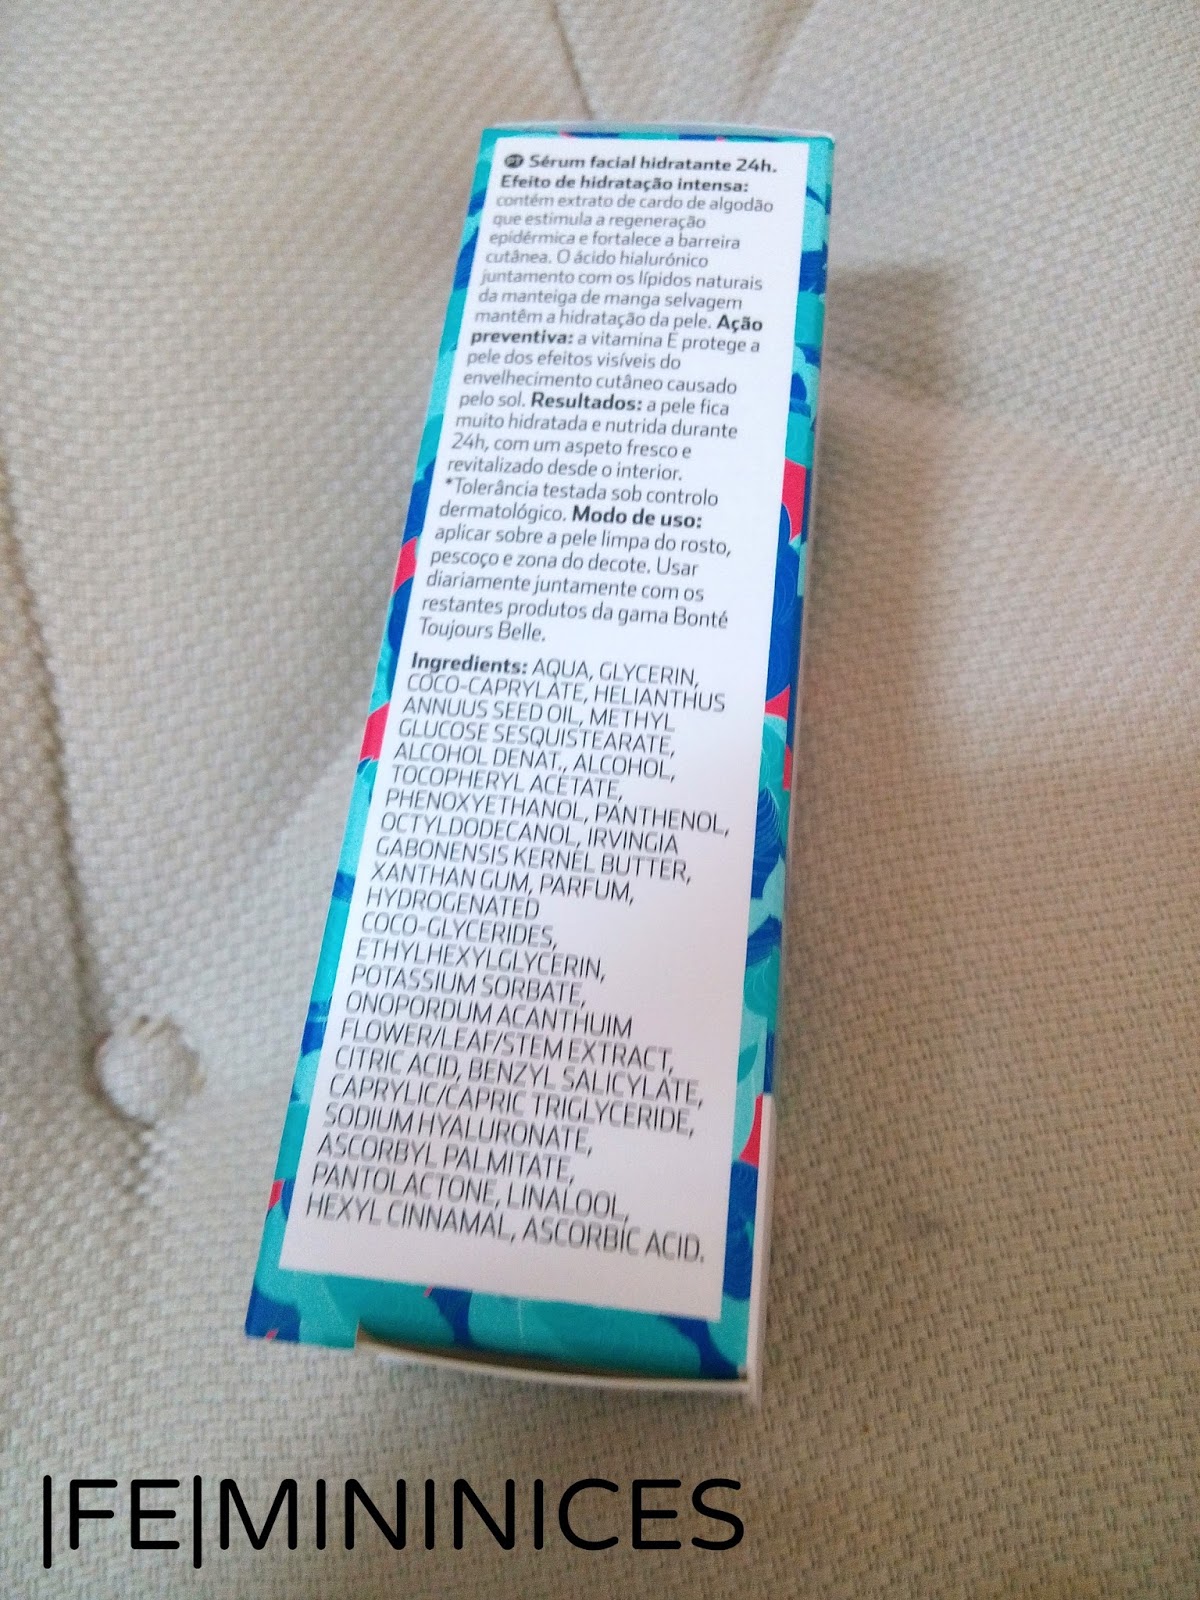 PT Sérum facial hidratante 24h.
Efeito de hidratação intensa:
contém extrato de cardo de algodão
que estimula a regeneração
epidérmica e fortalece a barreira
cutânea. O ácido hialurónico
juntamento com os lípidos naturais
da manteiga de manga selvagem
mantêm a hidratação da pele. Ação
preventiva: a vitamina E protege a
pele dos efeitos visíveis do
envelhecimento cutâneo causado
pelo sol. Resultados: a pele fica
muito hidratada e nutrida durante
24h, com um aspeto fresco e
revitalizado desde o interior.
*Tolerância testada sob controlo
dermatológico. Modo de uso:
aplicar sobre a pele limpa do rosto,
pescoço e zona do decote. Usar
diariamente juntamente com os
restantes produtos da gama Bonté
Toujours Belle.
Ingredients: AQUA, GLYCERIN,
COCO-CAPRYLATE, HELIANTHUS
ANNUUS SEED OIL, METHYL
GLUCOSE SESQUISTEARATE,
ALCOHOL DENAT., ALCOHOL,
TOCOPHERYL ACETATE,
PHENOXYETHANOL, PANTHENOL,
OCTYLDODECANOL, IRVINGIA
GABONENSIS KERNEL BUTTER,
XANTHAN GUM, PARFUM,
HYDROGENATED
COCO-GLYCERIDES,
ETHYLHEXYLGLYCERIN,
POTASSIUM SORBATE,
ONOPORDUM ACANTHUIM
FLOWER/LEAF/STEM EXTRACT,
CITRIC ACID, BENZYL SALICYLATE,
CAPRYLIC/CAPRIC TRIGLYCERIDE,
SODIUM HYALURONATE,
ASCORBYL PALMITATE,
PANTOLACTONE, LINALOOL,
HEXYL CINNAMAL, ASCORBIC ACID.
|FE|MININICES